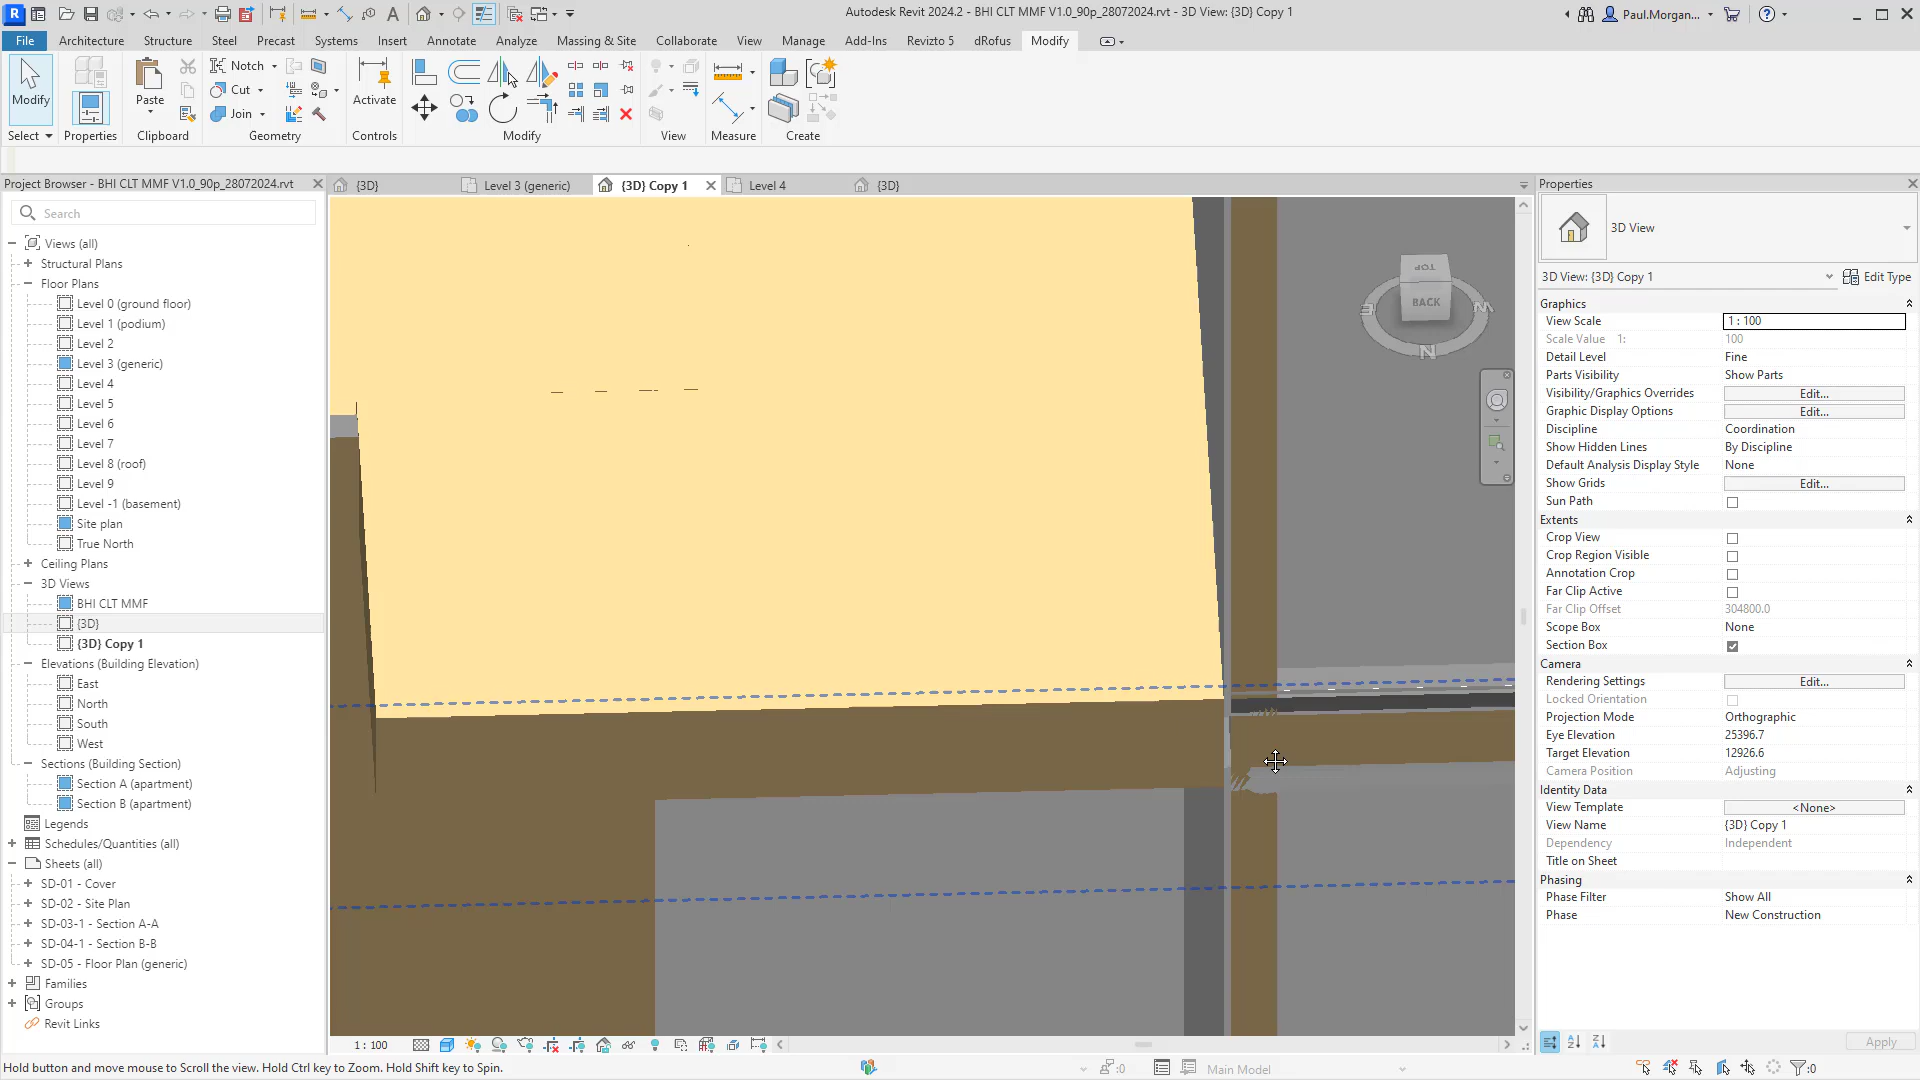 Autodesk Revit 2024.2 - BHI CLT MMF V1.0_90p_28072024.rvt - 3D View: {3D} Copy 1
Paul.Morgan...
File Architecture Structure Steel Precast Systems Insert Annotate Analyze Massing & Site Collaborate View Manage Add-Ins Revizto 5 dRofus Modify
Modify
Paste
Notch
Cut
Join
Activate
Select Properties Clipboard Geometry Controls Modify View Measure Create
Project Browser - BHI CLT MMF V1.0_90p_28072024.rvt
{3D} Level 3 (generic) {3D} Copy 1 Level 4 {3D}
Search
Views (all)
Structural Plans
Floor Plans
Level 0 (ground floor)
Level 1 (podium)
Level 2
Level 3 (generic)
Level 4
Level 5
Level 6
Level 7
Level 8 (roof)
Level 9
Level -1 (basement)
Site plan
True North
Ceiling Plans
3D Views
BHI CLT MMF
{3D}
{3D} Copy 1
Elevations (Building Elevation)
East
North
South
West
Sections (Building Section)
Section A (apartment)
Section B (apartment)
Legends
Schedules/Quantities (all)
Sheets (all)
SD-01 - Cover
SD-02 - Site Plan
SD-03-1 - Section A-A
SD-04-1 - Section B-B
SD-05 - Floor Plan (generic)
Families
Groups
Revit Links
TOP
BACK
E
W
N
Properties
3D View
3D View: {3D} Copy 1 Edit Type
Graphics
View Scale 1 : 100
Scale Value 1: 100
Detail Level Fine
Parts Visibility Show Parts
Visibility/Graphics Overrides Edit...
Graphic Display Options Edit...
Discipline Coordination
Show Hidden Lines By Discipline
Default Analysis Display Style None
Show Grids Edit...
Sun Path
Extents
Crop View
Crop Region Visible
Annotation Crop
Far Clip Active
Far Clip Offset 304800.0
Scope Box None
Section Box
Camera
Rendering Settings Edit...
Locked Orientation
Projection Mode Orthographic
Eye Elevation 25396.7
Target Elevation 12926.6
Camera Position Adjusting
Identity Data
View Template <None>
View Name {3D} Copy 1
Dependency Independent
Title on Sheet
Phasing
Phase Filter Show All
Phase New Construction
Apply
1 : 100
Hold button and move mouse to Scroll the view. Hold Ctrl key to Zoom. Hold Shift key to Spin.
:0
Main Model
:0